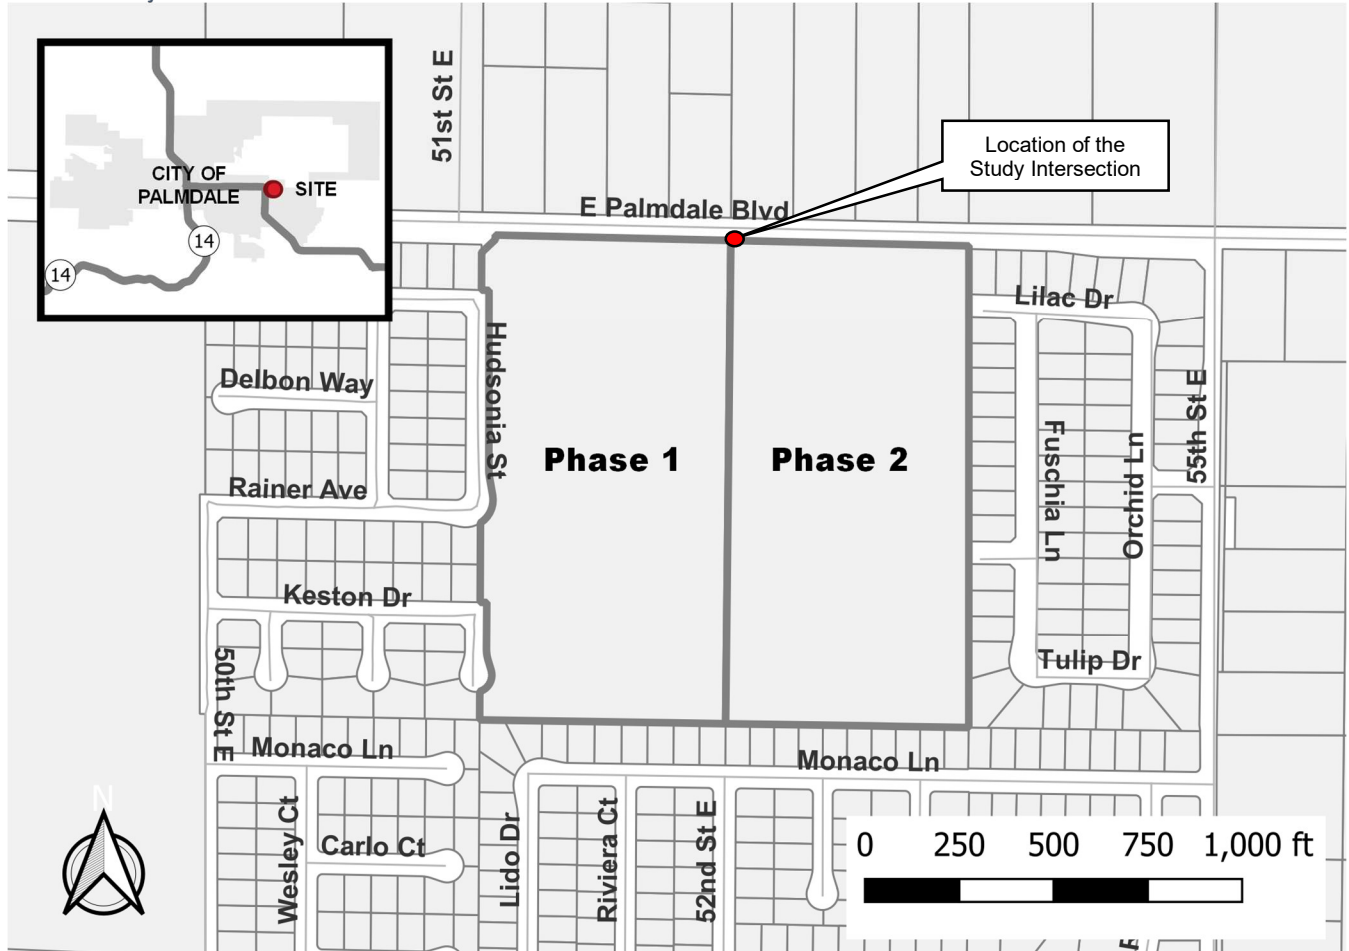 51st St E
Location of the
Study Intersection
CITY OF
PALMDALE
SITE
14
14
E Palmdale Blvd
Lilac Dr
Hudsonia St
Delbon Way
55th St E
Fuschia Ln
Orchid Ln
Phase 1
Phase 2
Rainer Ave
Keston Dr
50th St E
Tulip Dr
Monaco Ln
Monaco Ln
N
Wesley Ct
Carlo Ct
Lido Dr
Riviera Ct
52nd St E
0 250 500 750 1,000 ft